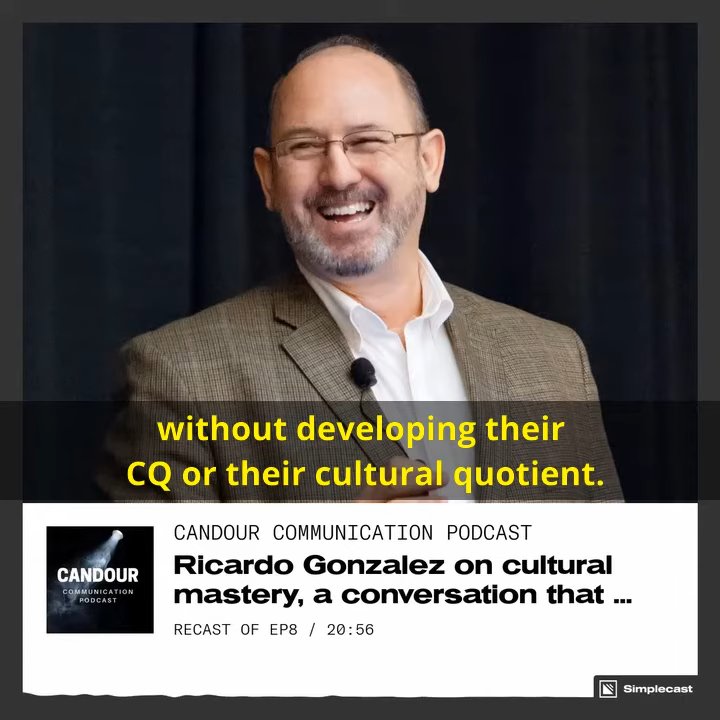 without developing their
CQ or their cultural quotient.
CANDOUR COMMUNICATION PODCAST
Ricardo Gonzalez on cultural
mastery, a conversation that ...
RECAST OF EP8 / 20:56
CANDOUR
COMMUNICATION
PODCAST
Simplecast